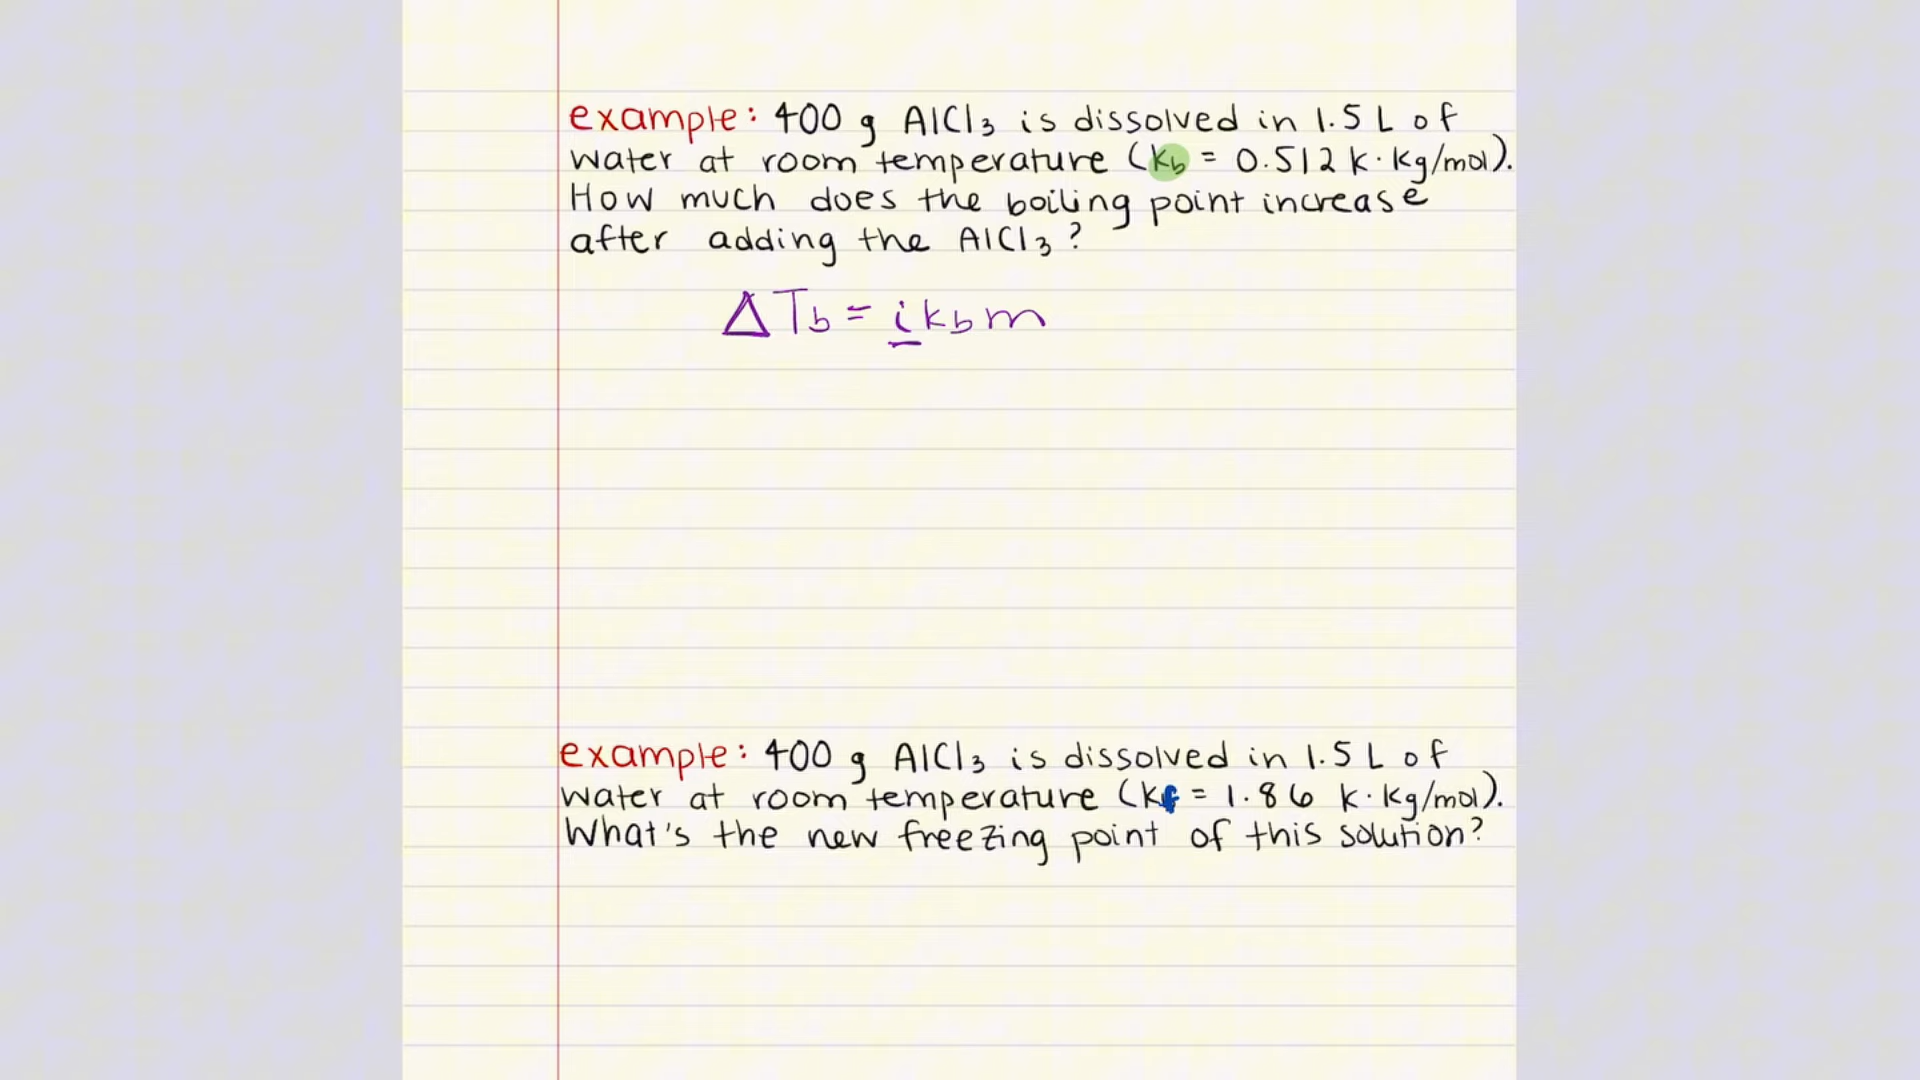 example: 400 g AlCl3 is dissolved in 1.5 L of
water at room temperature (kb = 0.512 k·kg/mol).
How much does the boiling point increase
after adding the AlCl3?
ΔTb = i kb m
example: 400 g AlCl3 is dissolved in 1.5 L of
water at room temperature (kf = 1.86 k·kg/mol).
What's the new freezing point of this solution?